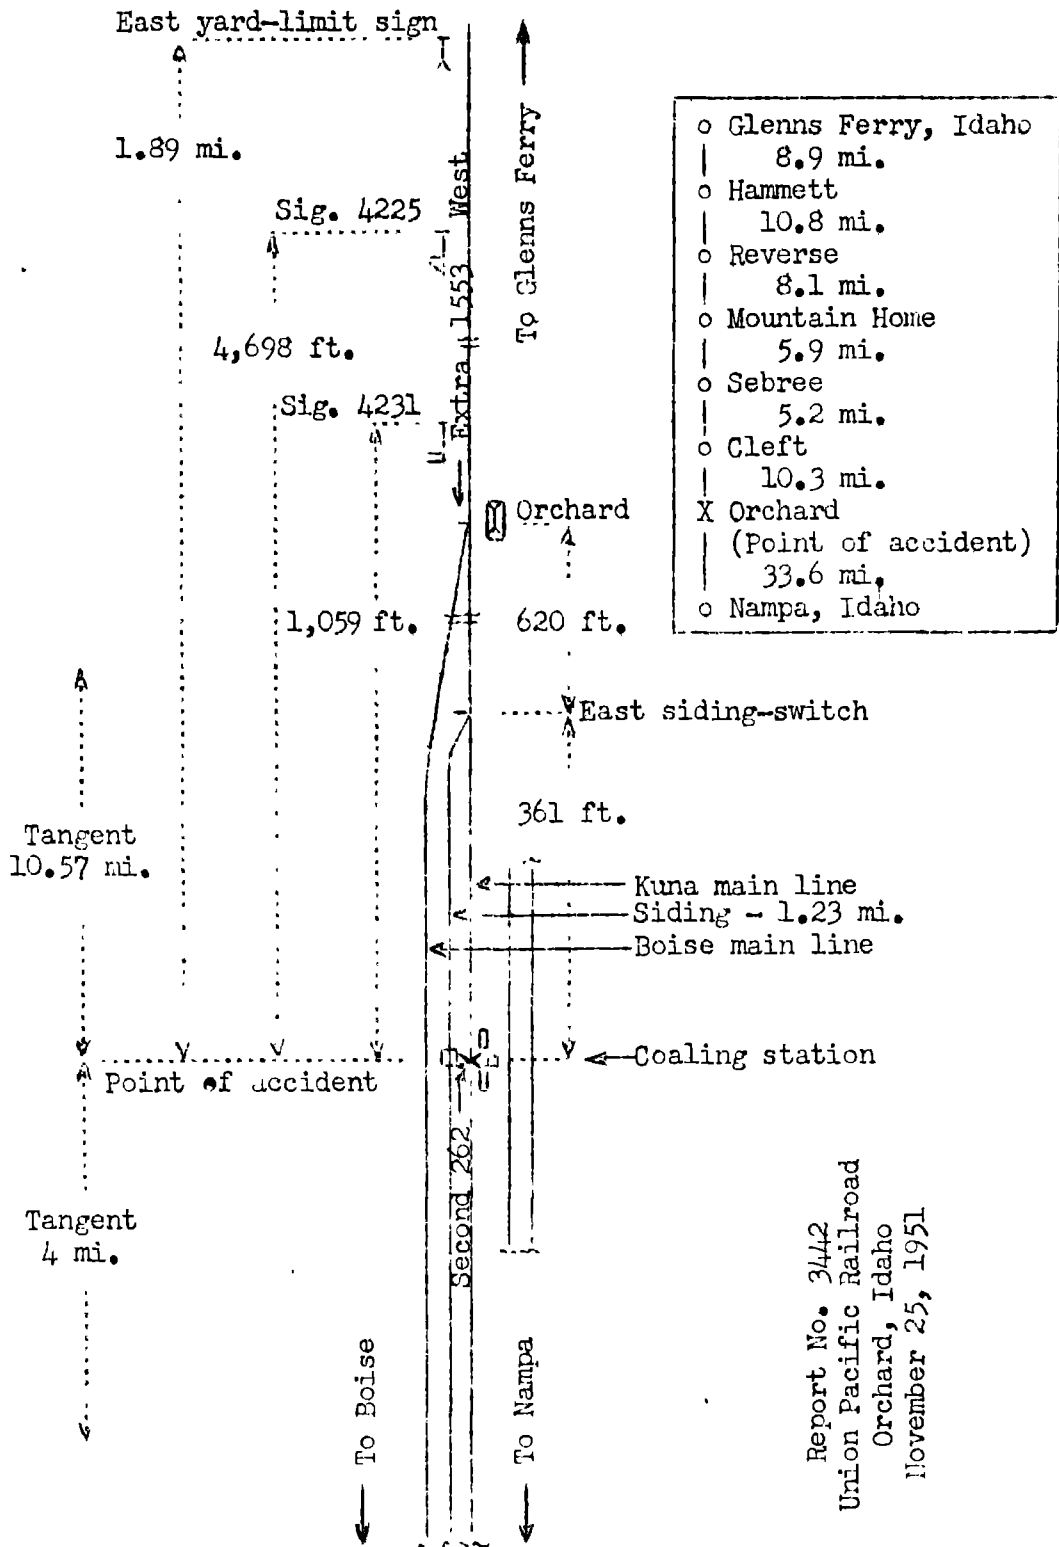 East yard-limit sign
1.89 mi.
Sig. 4225
4,698 ft.
Sig. 4231
Extra 1553 West
To Glenns Ferry
Orchard
1,059 ft.
620 ft.
East siding-switch
361 ft.
Tangent
10.57 mi.
Kuna main line
Siding - 1.23 mi.
Boise main line
Coaling station
Point of accident
Second 262
Tangent
4 mi.
To Boise
To Nampa
Glenns Ferry, Idaho
8.9 mi.
Hammett
10.8 mi.
Reverse
8.1 mi.
Mountain Home
5.9 mi.
Sebree
5.2 mi.
Cleft
10.3 mi.
X Orchard
(Point of accident)
33.6 mi.
Nampa, Idaho
Report No. 3442
Union Pacific Railroad
Orchard, Idaho
November 25, 1951